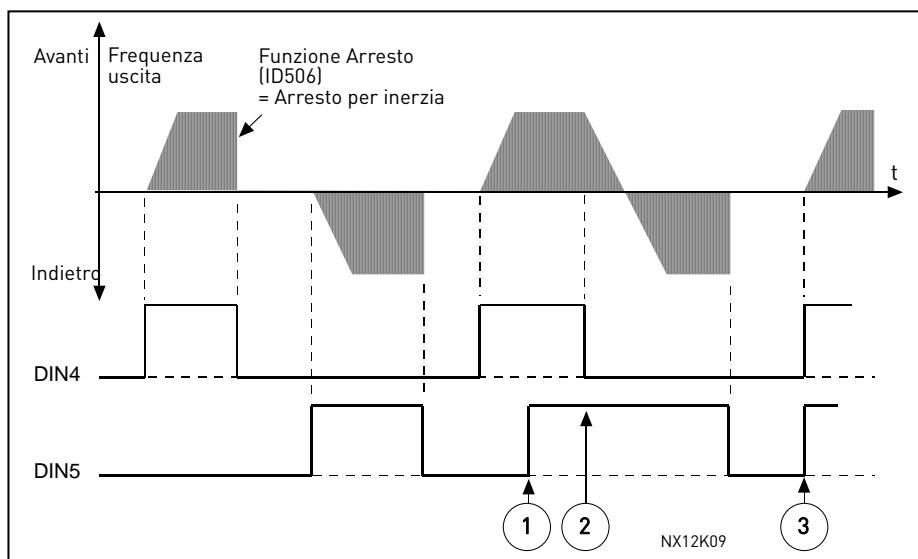 Avanti
Frequenza
uscita
Funzione Arresto
(ID506)
= Arresto per inerzia
t
Indietro
DIN4
DIN5
1
2
3
NX12K09